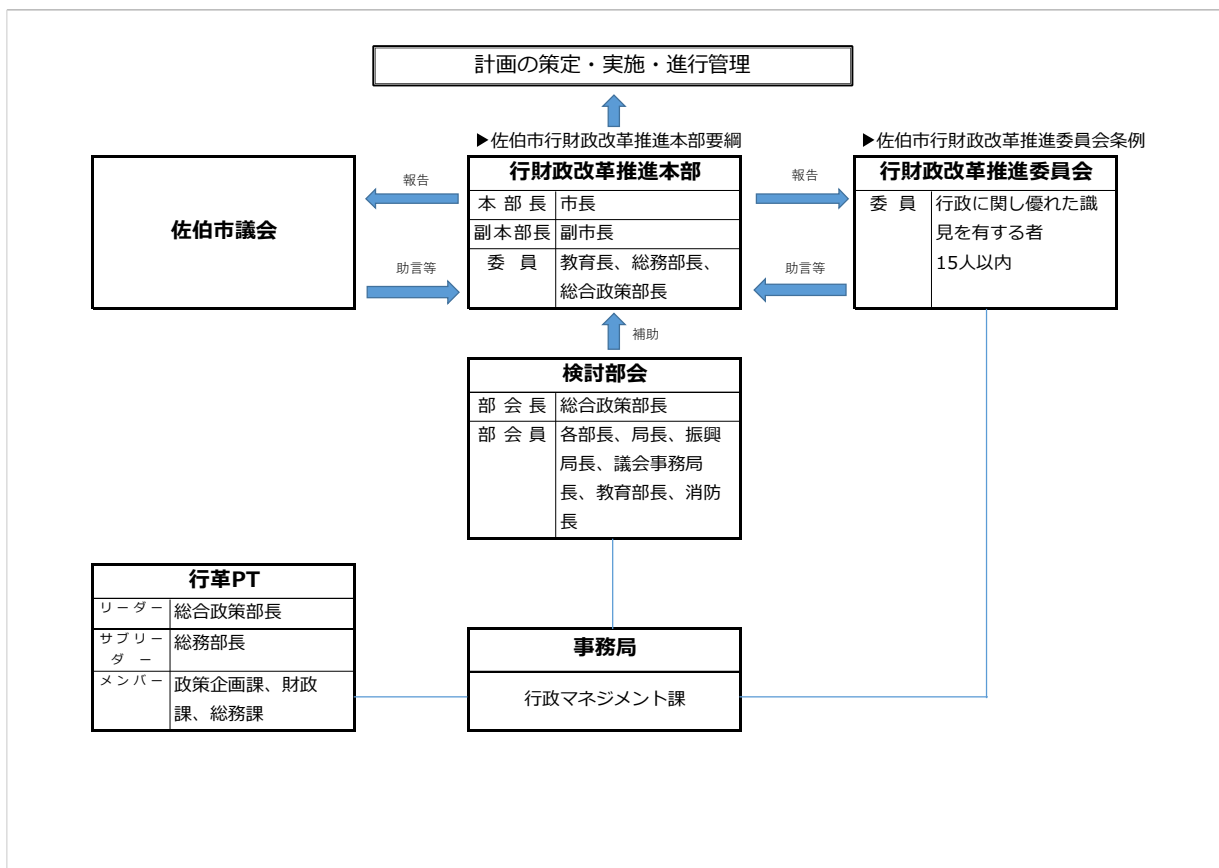 計画の策定・実施・進行管理
▶佐伯市行財政改革推進本部要綱
▶佐伯市行財政改革推進委員会条例
佐伯市議会
報告
助言等
行財政改革推進本部
本部長 市長
副本部長 副市長
委員 教育長、総務部長、
総合政策部長
報告
助言等
行財政改革推進委員会
委員 行政に関し優れた識
見を有する者
15人以内
補助
検討部会
部会長 総合政策部長
部会員 各部長、局長、振興
局長、議会事務局
長、教育部長、消防
長
行革PT
リーダー 総合政策部長
サブリー 総務部長
ダー
メンバー 政策企画課、財政
課、総務課
事務局
行政マネジメント課